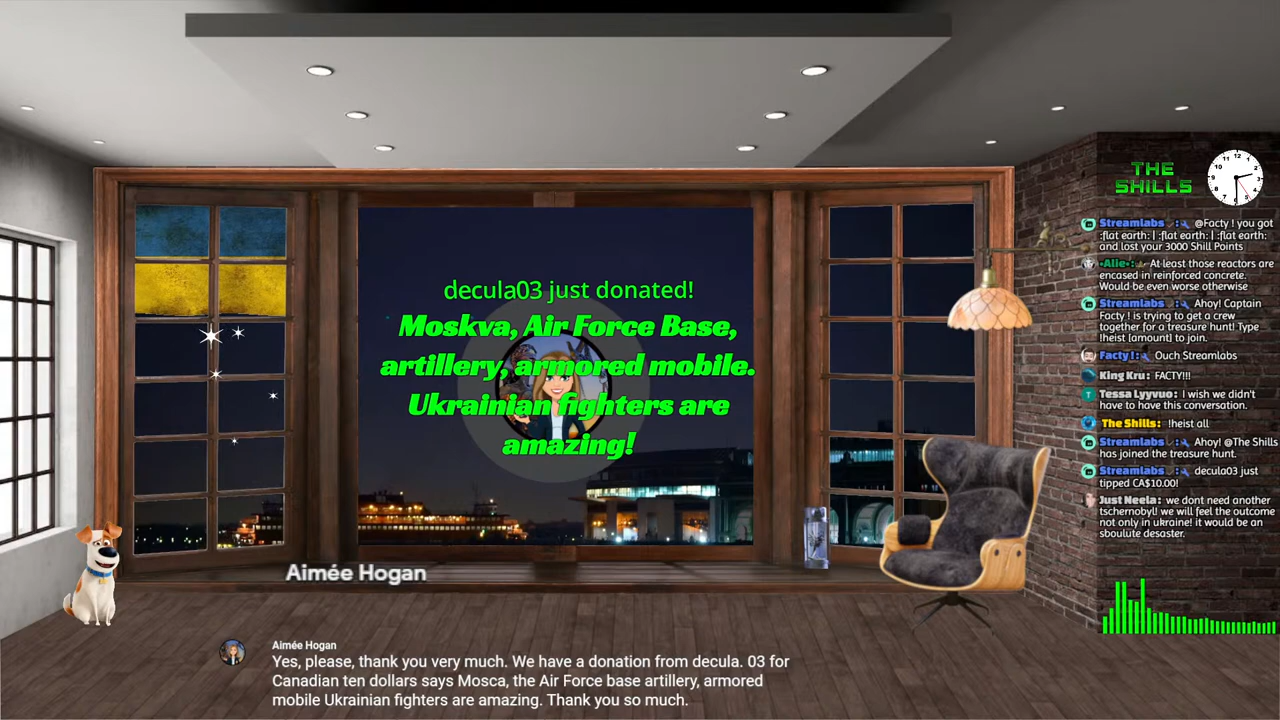 decula03 just donated!
Moskva, Air Force Base,
artillery, armored mobile.
Ukrainian fighters are
amazing!
Aimée Hogan
Aimée Hogan
Yes, please, thank you very much. We have a donation from decula. 03 for
Canadian ten dollars says Mosca, the Air Force base artillery, armored
mobile Ukrainian fighters are amazing. Thank you so much.
THE
SHILLS
Streamlabs : @Facty ! you got
:flat earth: | :flat earth: | :flat earth:
and lost your 3000 Shill Points
•Alie•: At least those reactors are
encased in reinforced concrete.
Would be even worse otherwise
Streamlabs : Ahoy! Captain
Facty ! is trying to get a crew
together for a treasure hunt! Type
!heist [amount] to join.
Facty ! : Ouch Streamlabs
King Kru : FACTY!!!
Tessa Lyyvuo : I wish we didn't
have to have this conversation.
The Shills : !heist all
Streamlabs : Ahoy! @The Shills
has joined the treasure hunt.
Streamlabs : decula03 just
tipped CA$10.00!
Just Neela : we dont need another
tschernobyl! we will feel the outcome
not only in ukraine! it would be an
sboulute desaster.